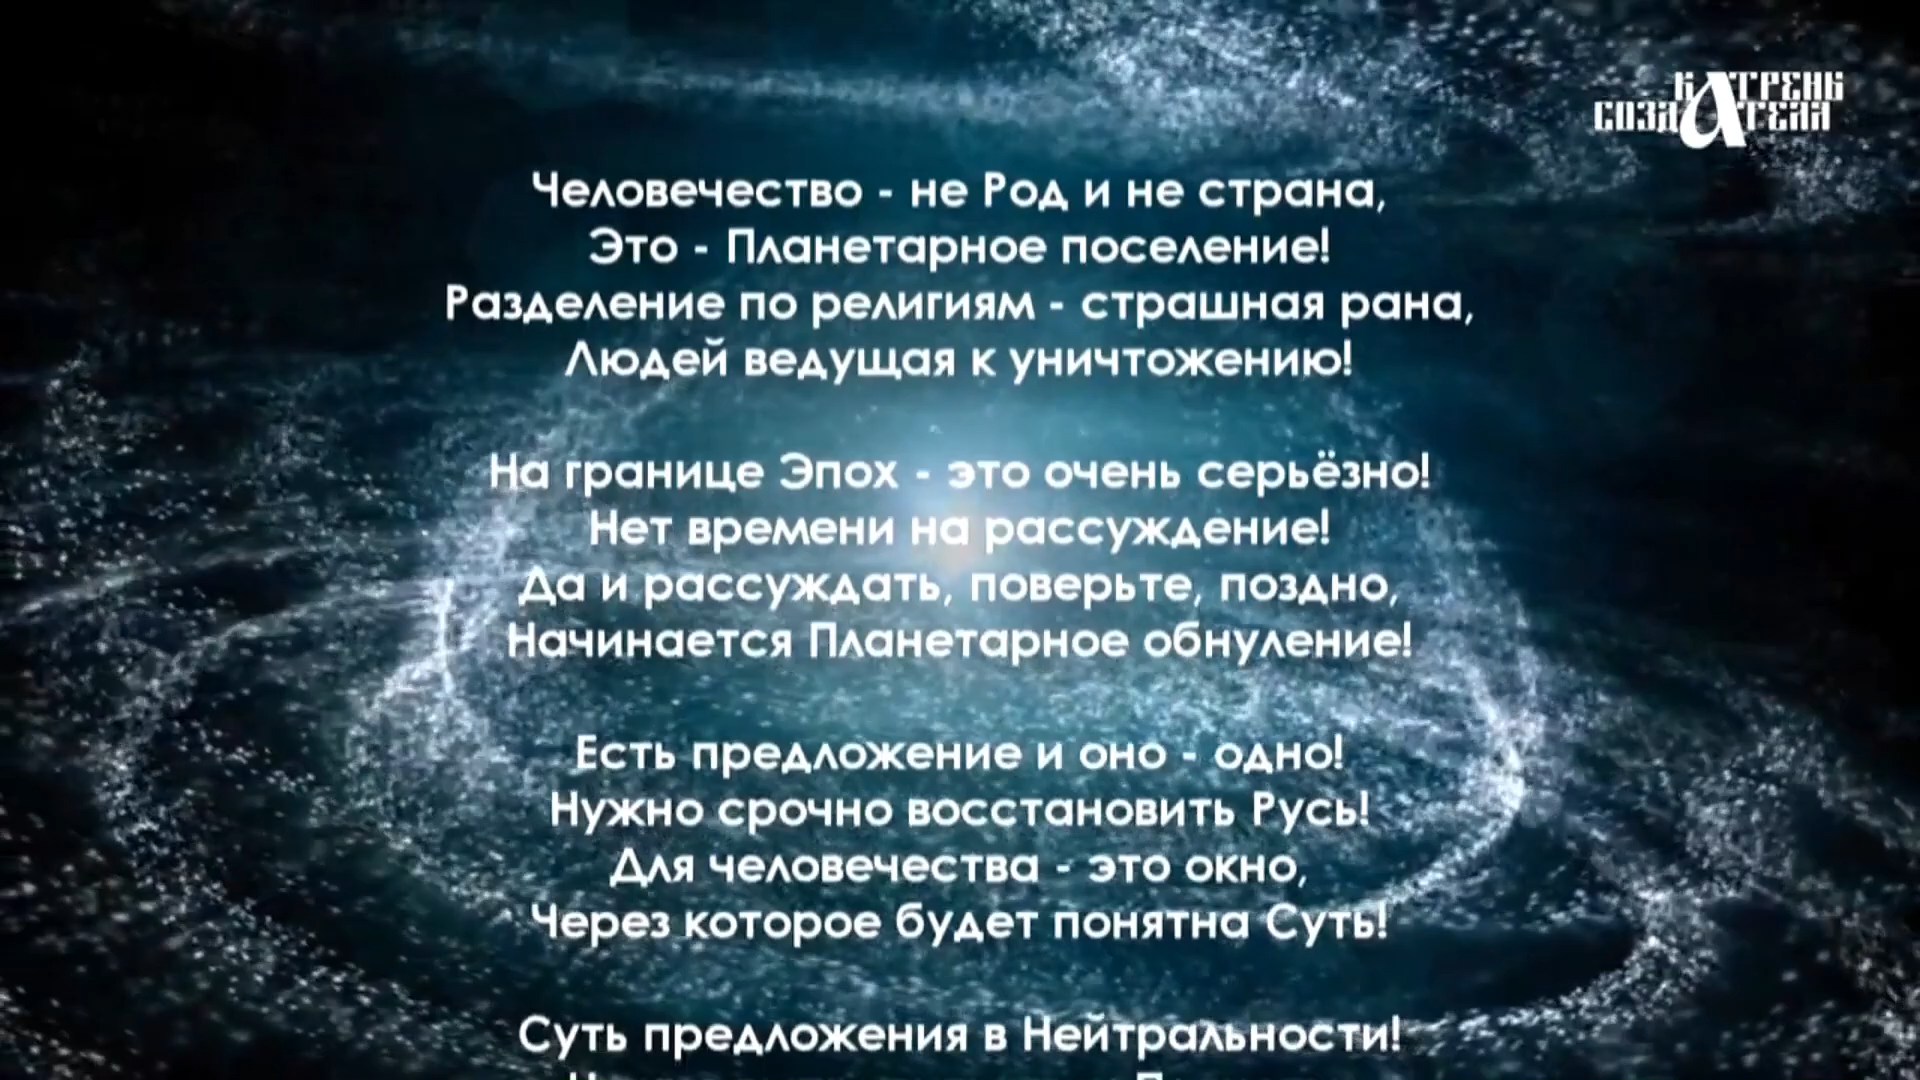 КАТРЕНЫ
СОЗДАТЕЛЯ
Человечество - не Род и не страна,
Это - Планетарное поселение!
Разделение по религиям - страшная рана,
Людей ведущая к уничтожению!
На границе Эпох - это очень серьёзно!
Нет времени на рассуждение!
Да и рассуждать, поверьте, поздно,
Начинается Планетарное обнуление!
Есть предложение и оно - одно!
Нужно срочно восстановить Русь!
Для человечества - это окно,
Через которое будет понятна Суть!
Суть предложения в Нейтральности!